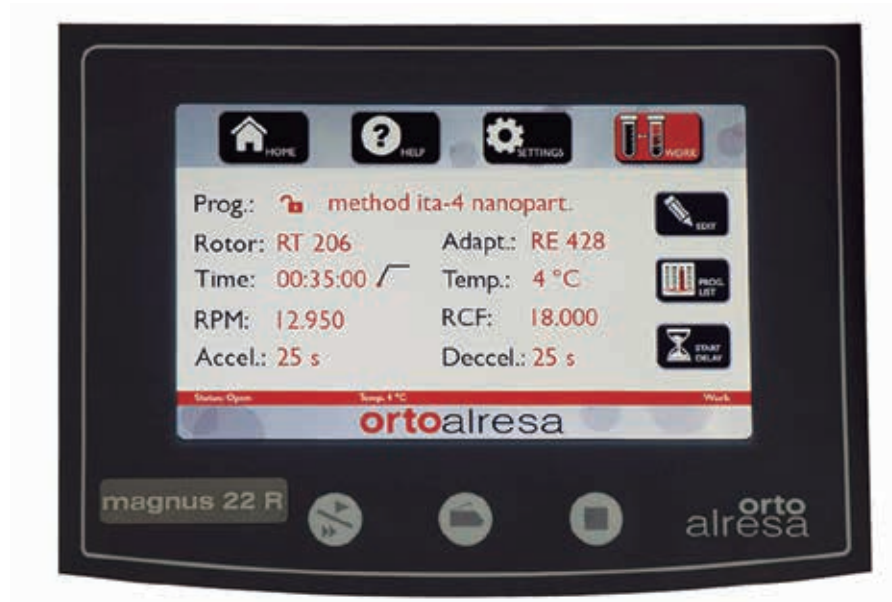 HOME HELP SETTINGS WORK
Prog.: method ita-4 nanopart.
EDIT
Rotor: RT 206 Adapt.: RE 428
Time: 00:35:00 Temp.: 4 °C
PROG. LIST
RPM: 12.950 RCF: 18.000
START DELAY
Accel.: 25 s Deccel.: 25 s
Status: Open Temp. 4 °C Work
ortoalresa
magnus 22 R
orto
alresa